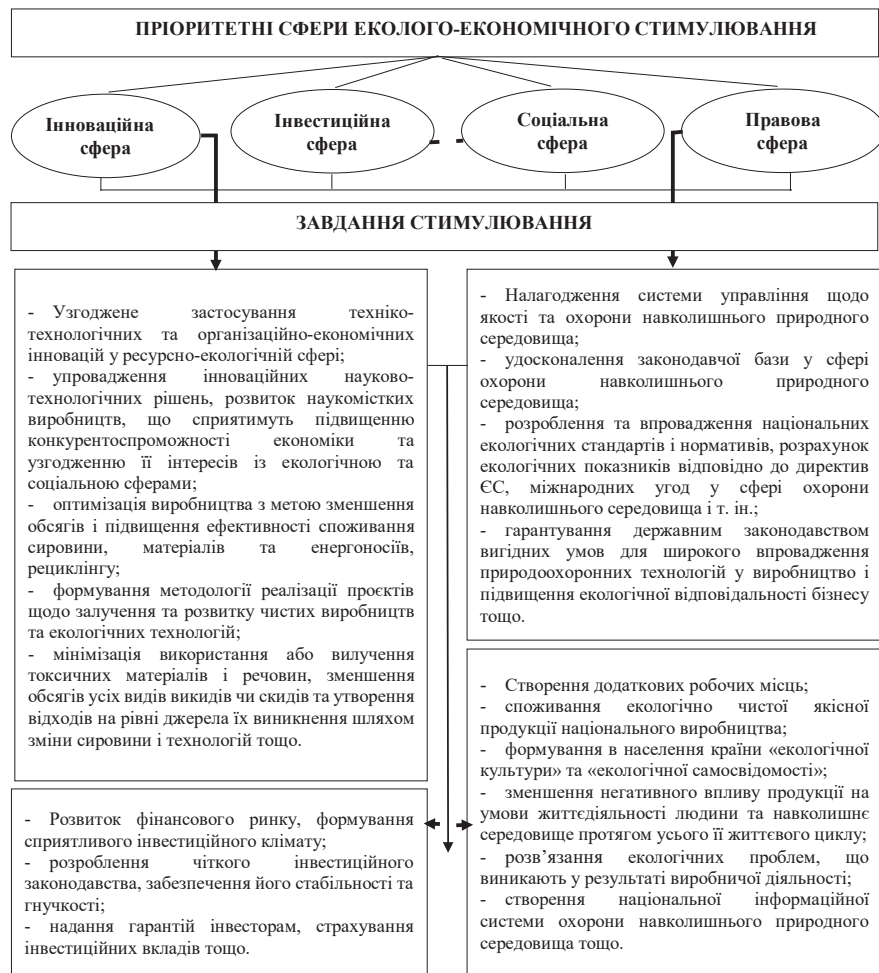 ПРІОРИТЕТНІ СФЕРИ ЕКОЛОГО-ЕКОНОМІЧНОГО СТИМУЛЮВАННЯ
Інноваційна
сфера
Інвестиційна
сфера
Соціальна
сфера
Правова
сфера
ЗАВДАННЯ СТИМУЛЮВАННЯ
- Узгоджене застосування техніко-
технологічних та організаційно-економічних
інновацій у ресурсно-екологічній сфері;
- упровадження інноваційних науково-
технологічних рішень, розвиток наукомістких
виробництв, що сприятимуть підвищенню
конкурентоспроможності економіки та
узгодженню її інтересів із екологічною та
соціальною сферами;
- оптимізація виробництва з метою зменшення
обсягів і підвищення ефективності споживання
сировини, матеріалів та енергоносіїв,
рециклінгу;
- формування методології реалізації проєктів
щодо залучення та розвитку чистих виробництв
та екологічних технологій;
- мінімізація використання або вилучення
токсичних матеріалів і речовин, зменшення
обсягів усіх видів викидів чи скидів та утворення
відходів на рівні джерела їх виникнення шляхом
зміни сировини і технологій тощо.
- Налагодження системи управління щодо
якості та охорони навколишнього природного
середовища;
- удосконалення законодавчої бази у сфері
охорони навколишнього природного
середовища;
- розроблення та впровадження національних
екологічних стандартів і нормативів, розрахунок
екологічних показників відповідно до директив
ЄС, міжнародних угод у сфері охорони
навколишнього середовища і т. ін.;
- гарантування державним законодавством
вигідних умов для широкого впровадження
природоохоронних технологій у виробництво і
підвищення екологічної відповідальності бізнесу
тощо.
- Розвиток фінансового ринку, формування
сприятливого інвестиційного клімату;
- розроблення чіткого інвестиційного
законодавства, забезпечення його стабільності та
гнучкості;
- надання гарантій інвесторам, страхування
інвестиційних вкладів тощо.
- Створення додаткових робочих місць;
- споживання екологічно чистої якісної
продукції національного виробництва;
- формування в населення країни «екологічної
культури» та «екологічної самосвідомості»;
- зменшення негативного впливу продукції на
умови життєдіяльності людини та навколишнє
середовище протягом усього її життєвого циклу;
- розв’язання екологічних проблем, що
виникають у результаті виробничої діяльності;
- створення національної інформаційної
системи охорони навколишнього природного
середовища тощо.